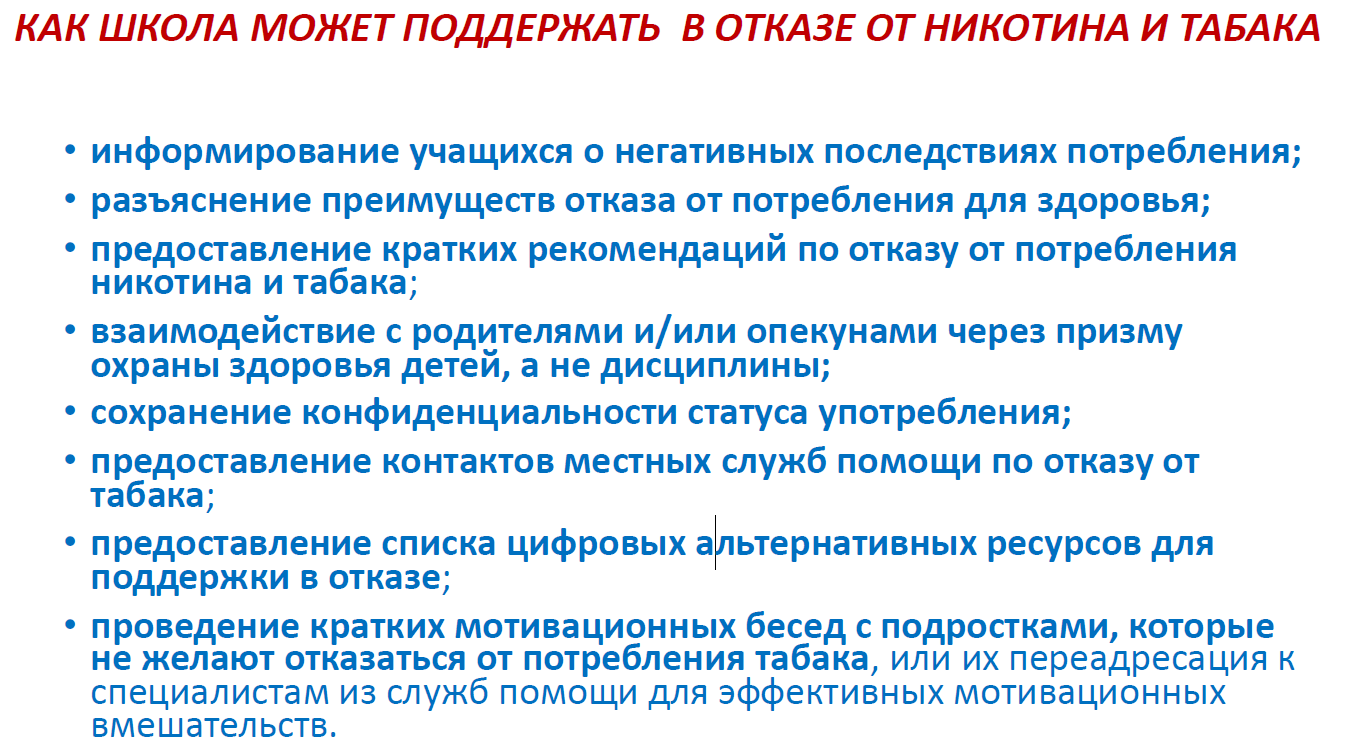 КАК ШКОЛА МОЖЕТ ПОДДЕРЖАТЬ В ОТКАЗЕ ОТ НИКОТИНА И ТАБАКА
• информирование учащихся о негативных последствиях потребления;
• разъяснение преимуществ отказа от потребления для здоровья;
• предоставление кратких рекомендаций по отказу от потребления
никотина и табака;
• взаимодействие с родителями и/или опекунами через призму
охраны здоровья детей, а не дисциплины;
• сохранение конфиденциальности статуса употребления;
• предоставление контактов местных служб помощи по отказу от
табака;
• предоставление списка цифровых альтернативных ресурсов для
поддержки в отказе;
• проведение кратких мотивационных бесед с подростками, которые
не желают отказаться от потребления табака, или их переадресация к
специалистам из служб помощи для эффективных мотивационных
вмешательств.